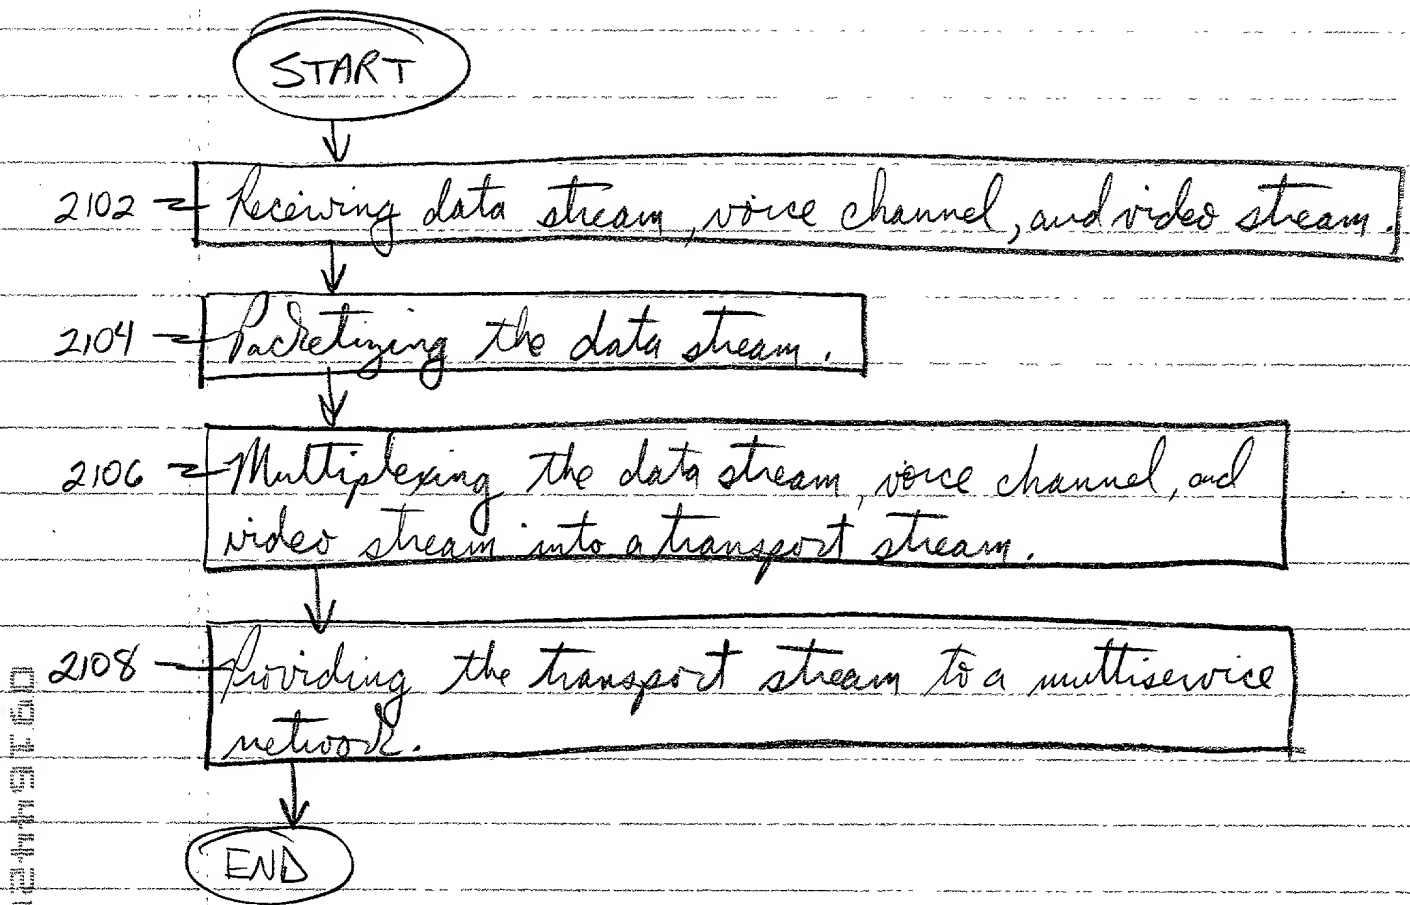 START
2102 Receiving data stream, voice channel, and video stream.
2104 Packetizing the data stream.
2106 Multiplexing the data stream, voice channel, and
video stream into a transport stream.
2108 Providing the transport stream to a multiservice
network.
END